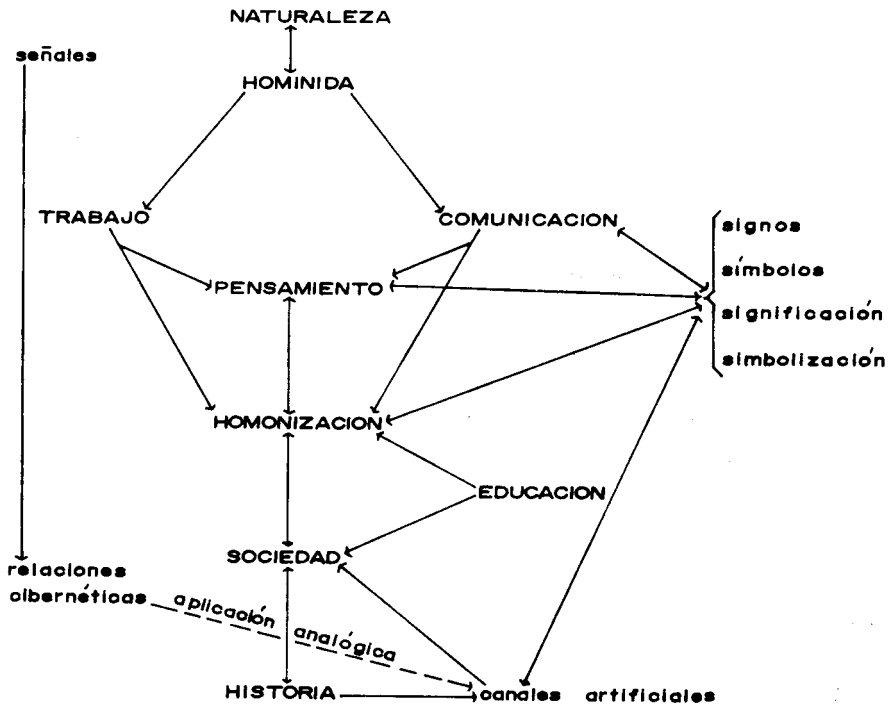 NATURALEZA
señales
HOMINIDA
TRABAJO
COMUNICACION
signos
símbolos
significación
simbolización
PENSAMIENTO
HOMONIZACION
EDUCACION
SOCIEDAD
relaciones
cibernéticas
aplicación analógica
HISTORIA
canales artificiales